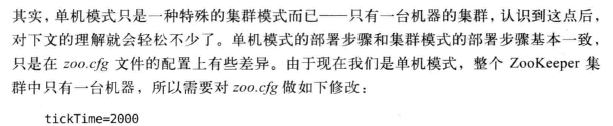 其实，单机模式只是一种特殊的集群模式而已——只有一台机器的集群，认识到这点后，
对下文的理解就会轻松不少了。单机模式的部署步骤和集群模式的部署步骤基本一致，
只是在 zoo.cfg 文件的配置上有些差异。由于现在我们是单机模式，整个 ZooKeeper 集
群中只有一台机器，所以需要对 zoo.cfg 做如下修改：
tickTime=2000